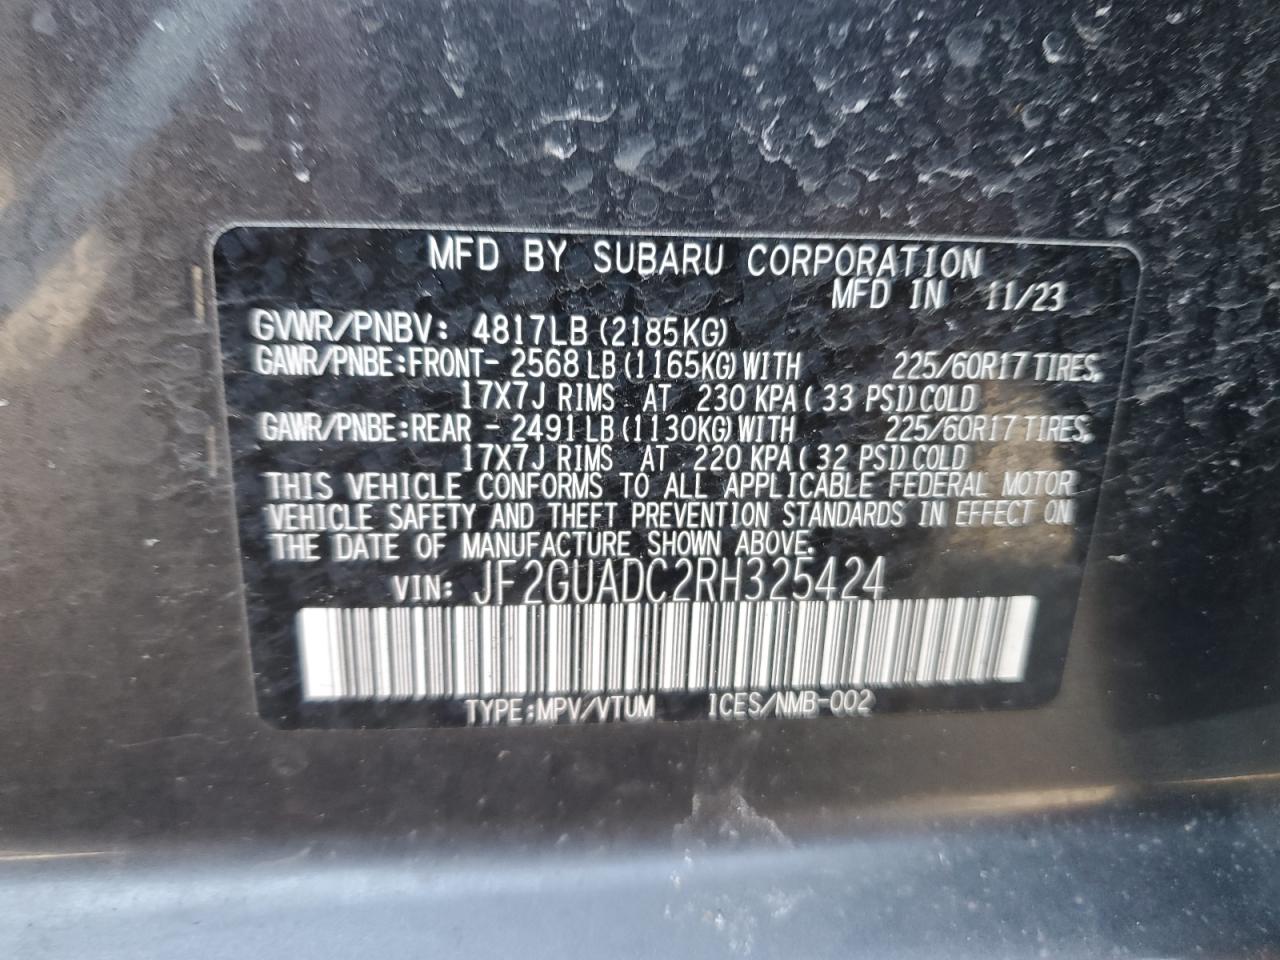 MFD BY SUBARU CORPORATION
MFD IN 11/23
GVWR/PNBV: 4817LB (2185KG)
GAWR/PNBE:FRONT- 2568 LB (1165KG) WITH 225/60R17 TIRES,
17X7J RIMS AT 230 KPA ( 33 PSI) COLD
GAWR/PNBE:REAR - 2491 LB (1130KG) WITH 225/60R17 TIRES,
17X7J RIMS AT 220 KPA ( 32 PSI) COLD
THIS VEHICLE CONFORMS TO ALL APPLICABLE FEDERAL MOTOR
VEHICLE SAFETY AND THEFT PREVENTION STANDARDS IN EFFECT ON
THE DATE OF MANUFACTURE SHOWN ABOVE.
VIN: JF2GUADC2RH325424
TYPE:MPV/VTUM ICES/NMB-002